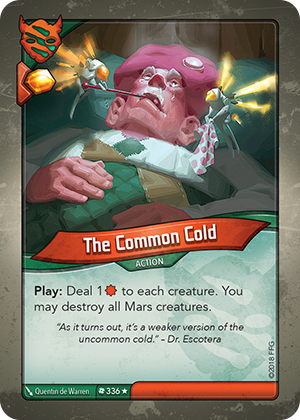 The Common Cold
ACTION
Play: Deal 1 to each creature. You
may destroy all Mars creatures.
"As it turns out, it's a weaker version of the
uncommon cold." - Dr. Escotera
Quentin de Warren
336
©2018 FFG